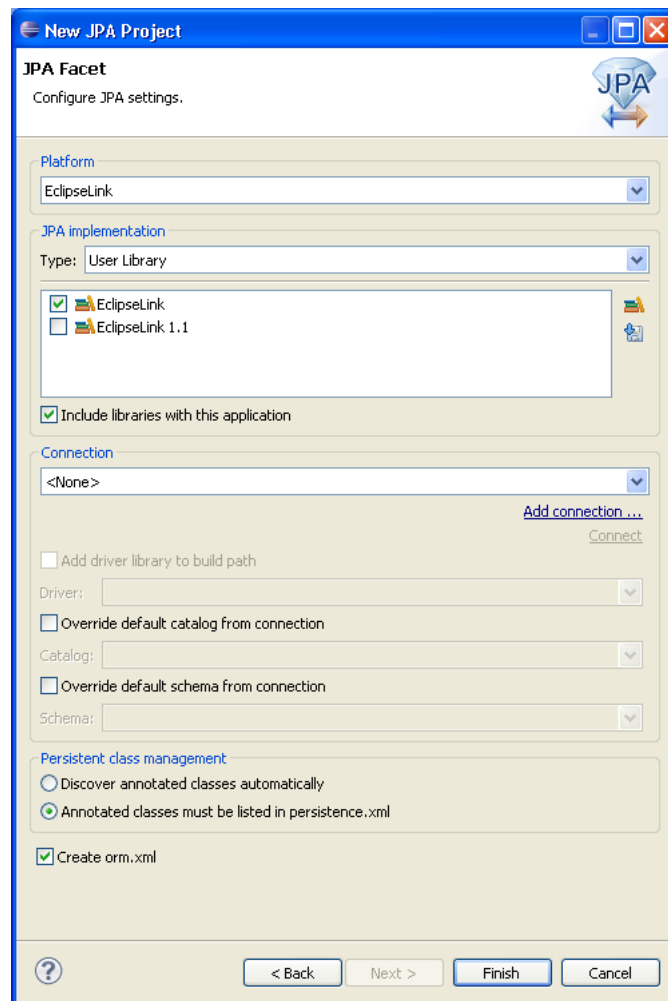 New JPA Project
JPA Facet
Configure JPA settings.
JPA
Platform
EclipseLink
JPA implementation
Type: User Library
EclipseLink
EclipseLink 1.1
Include libraries with this application
Connection
<None>
Add connection ...
Connect
Add driver library to build path
Driver:
Override default catalog from connection
Catalog:
Override default schema from connection
Schema:
Persistent class management
Discover annotated classes automatically
Annotated classes must be listed in persistence.xml
Create orm.xml
? < Back Next > Finish Cancel